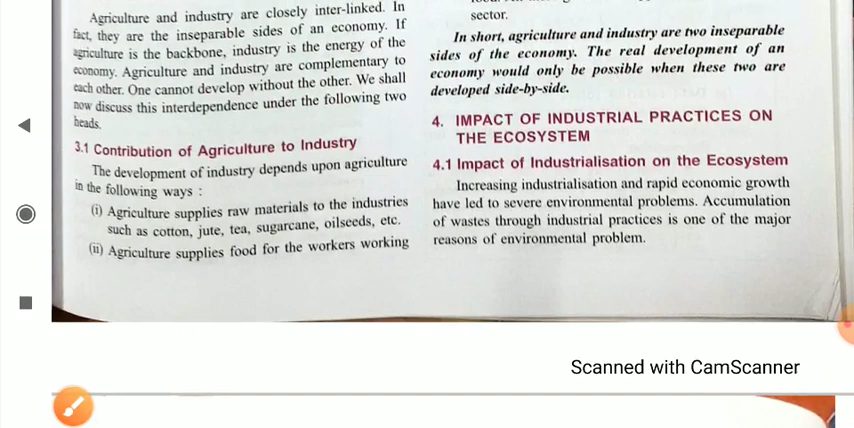 Agriculture and industry are closely inter-linked. In
fact, they are the inseparable sides of an economy. If
agriculture is the backbone, industry is the energy of the
economy. Agriculture and industry are complementary to
each other. One cannot develop without the other. We shall
now discuss this interdependence under the following two
heads.
3.1 Contribution of Agriculture to Industry
The development of industry depends upon agriculture
in the following ways :
(i) Agriculture supplies raw materials to the industries
such as cotton, jute, tea, sugarcane, oilseeds, etc.
(ii) Agriculture supplies food for the workers working
sector.
In short, agriculture and industry are two inseparable
sides of the economy. The real development of an
economy would only be possible when these two are
developed side-by-side.
4. IMPACT OF INDUSTRIAL PRACTICES ON
THE ECOSYSTEM
4.1 Impact of Industrialisation on the Ecosystem
Increasing industrialisation and rapid economic growth
have led to severe environmental problems. Accumulation
of wastes through industrial practices is one of the major
reasons of environmental problem.
Scanned with CamScanner